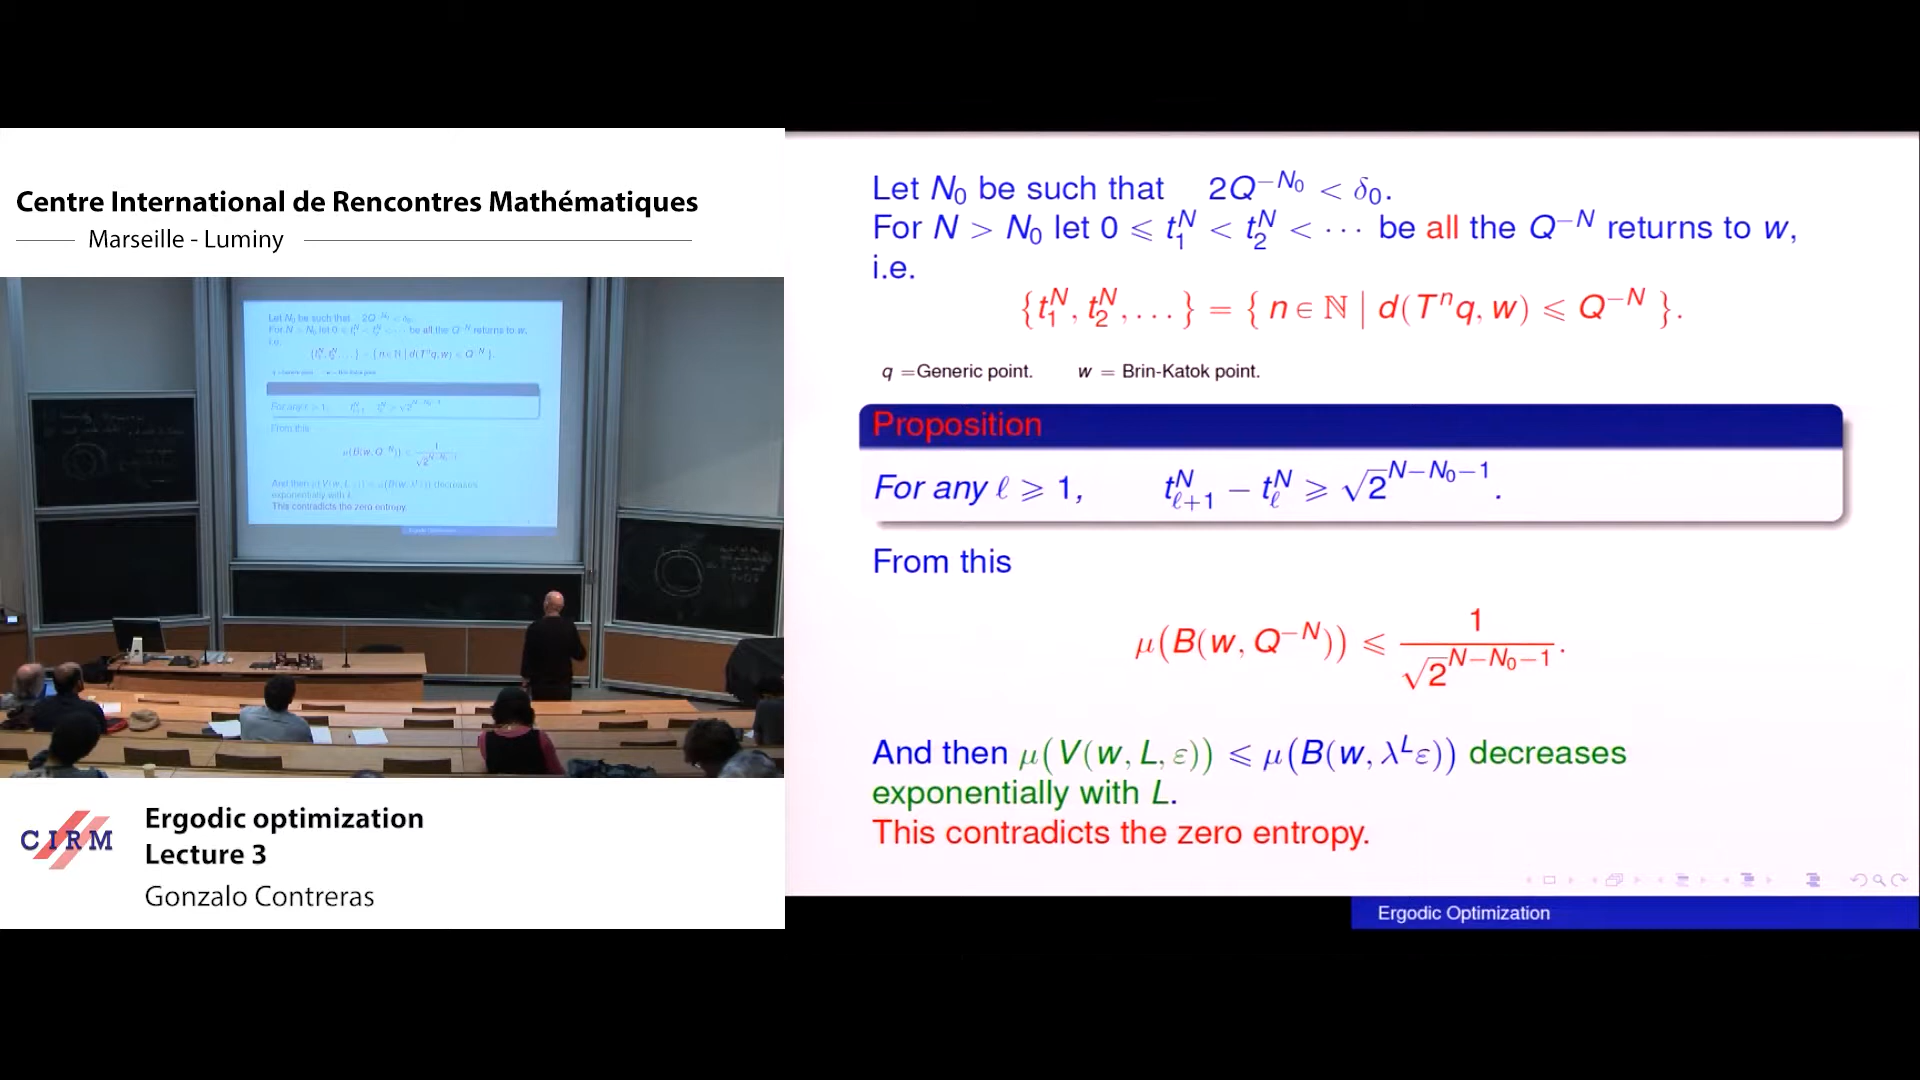 Centre International de Rencontres Mathématiques
Marseille - Luminy
Let N₀ be such that 2Q^{-N₀} < δ₀.
For N > N₀ let 0 ⩽ t₁^N < t₂^N < ··· be all the Q^{-N} returns to w,
i.e.
{t₁^N, t₂^N, . . . } = { n ∈ ℕ | d(Tⁿq, w) ⩽ Q^{-N} }.
q =Generic point. w = Brin-Katok point.
Proposition
For any ℓ ⩾ 1, t_{ℓ+1}^N − t_ℓ^N ⩾ √2^{N−N₀−1}.
From this
μ(B(w, Q^{-N})) ⩽ 1 / √2^{N−N₀−1}.
And then μ(V(w, L, ε)) ⩽ μ(B(w, λ^L ε)) decreases
exponentially with L.
This contradicts the zero entropy.
Ergodic Optimization
CIRM
Ergodic optimization
Lecture 3
Gonzalo Contreras